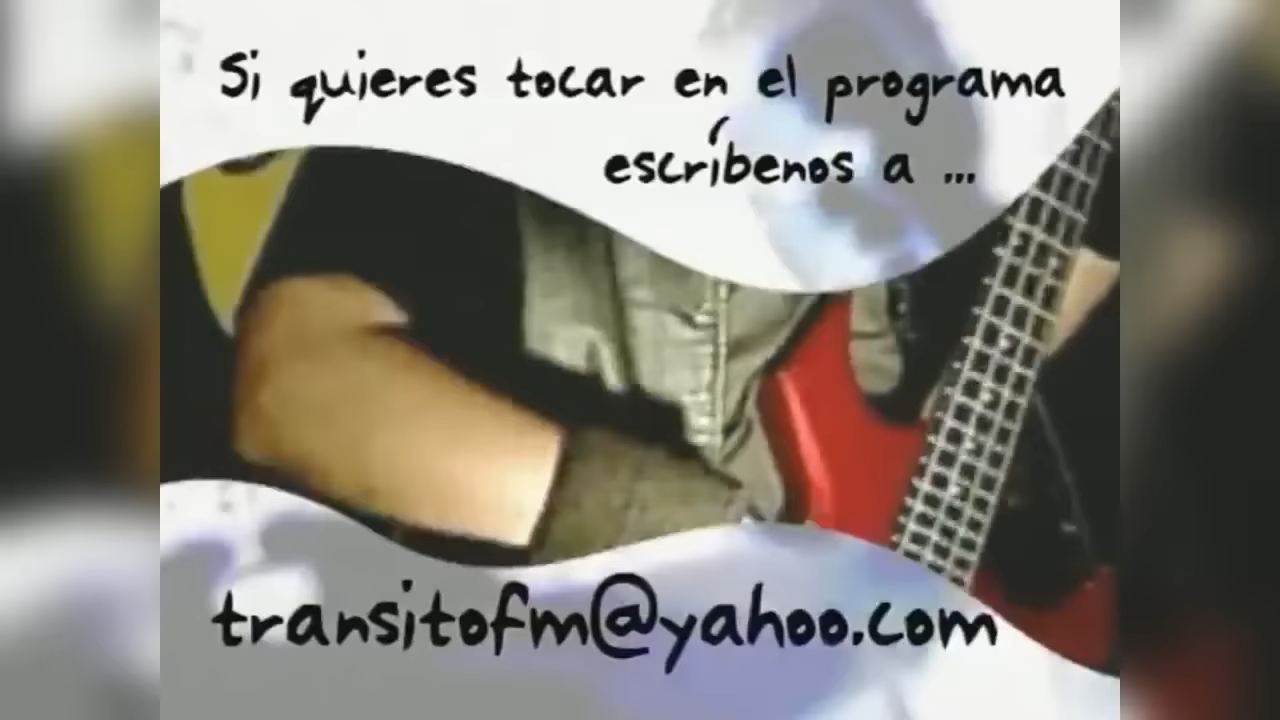 Si quieres tocar en el programa
escríbenos a ...
transitofm@yahoo.com